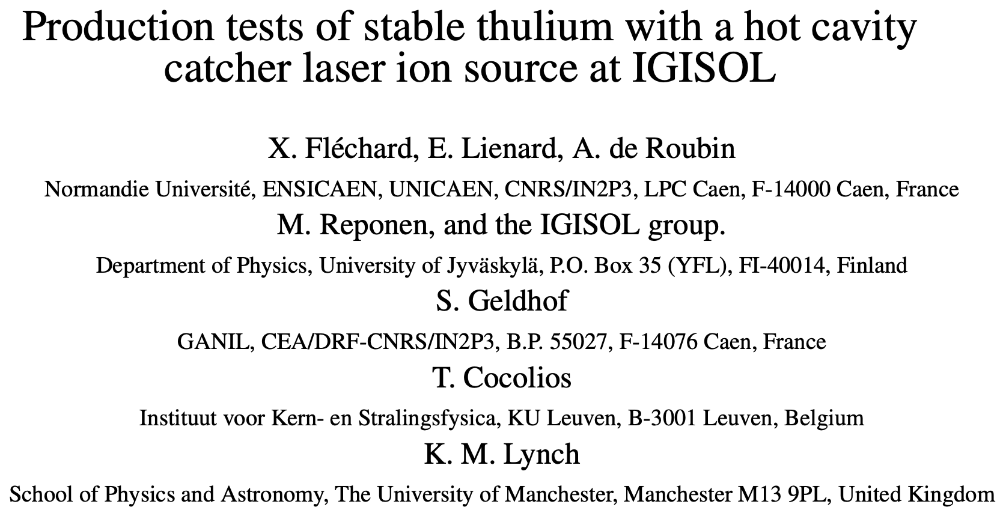 Production tests of stable thulium with a hot cavity
catcher laser ion source at IGISOL
X. Fléchard, E. Lienard, A. de Roubin
Normandie Université, ENSICAEN, UNICAEN, CNRS/IN2P3, LPC Caen, F-14000 Caen, France
M. Reponen, and the IGISOL group.
Department of Physics, University of Jyväskylä, P.O. Box 35 (YFL), FI-40014, Finland
S. Geldhof
GANIL, CEA/DRF-CNRS/IN2P3, B.P. 55027, F-14076 Caen, France
T. Cocolios
Instituut voor Kern- en Stralingsfysica, KU Leuven, B-3001 Leuven, Belgium
K. M. Lynch
School of Physics and Astronomy, The University of Manchester, Manchester M13 9PL, United Kingdom